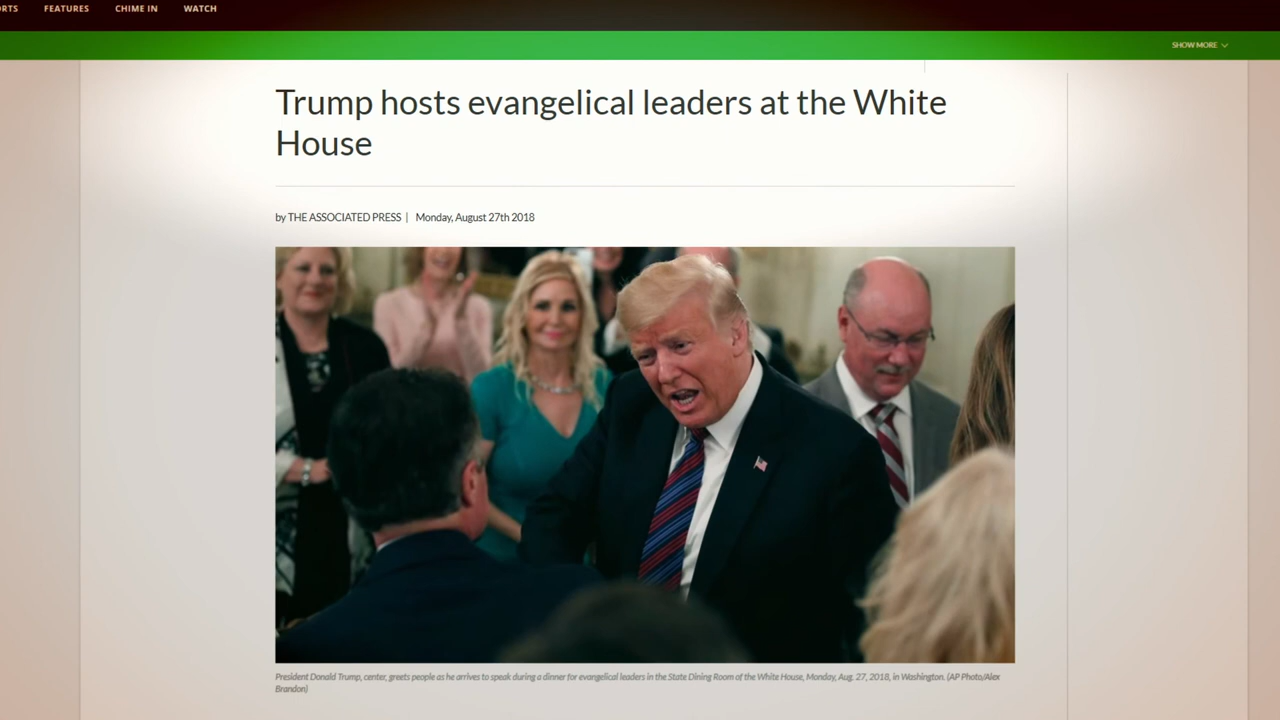 RTS FEATURES CHIME IN WATCH
SHOW MORE
Trump hosts evangelical leaders at the White
House
by THE ASSOCIATED PRESS | Monday, August 27th 2018
President Donald Trump, center, greets people as he arrives to speak during a dinner for evangelical leaders in the State Dining Room of the White House, Monday, Aug. 27, 2018, in Washington. (AP Photo/Alex
Brandon)